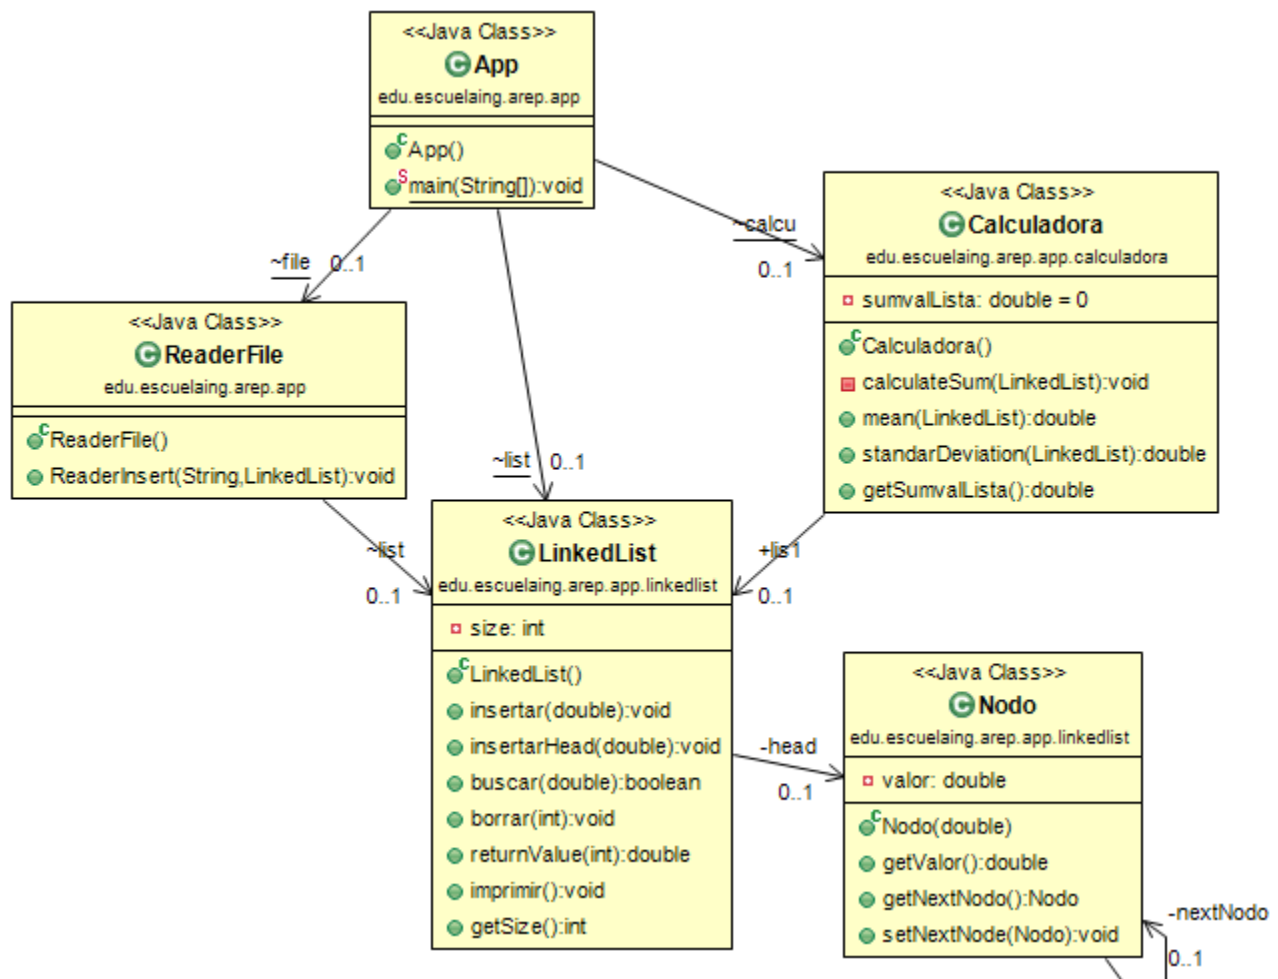 <<Java Class>>
App
edu.escuelaing.arep.app
App()
main(String[]):void
~file
0..1
~list
0..1
~calcu
0..1
<<Java Class>>
ReaderFile
edu.escuelaing.arep.app
ReaderFile()
ReaderInsert(String,LinkedList):void
~list
0..1
<<Java Class>>
Calculadora
edu.escuelaing.arep.app.calculadora
sumvalLista: double = 0
Calculadora()
calculateSum(LinkedList):void
mean(LinkedList):double
standarDeviation(LinkedList):double
getSumvalLista():double
+lis1
0..1
<<Java Class>>
LinkedList
edu.escuelaing.arep.app.linkedlist
size: int
LinkedList()
insertar(double):void
insertarHead(double):void
buscar(double):boolean
borrar(int):void
returnValue(int):double
imprimir():void
getSize():int
-head
0..1
<<Java Class>>
Nodo
edu.escuelaing.arep.app.linkedlist
valor: double
Nodo(double)
getValor():double
getNextNodo():Nodo
setNextNode(Nodo):void
-nextNodo
0..1